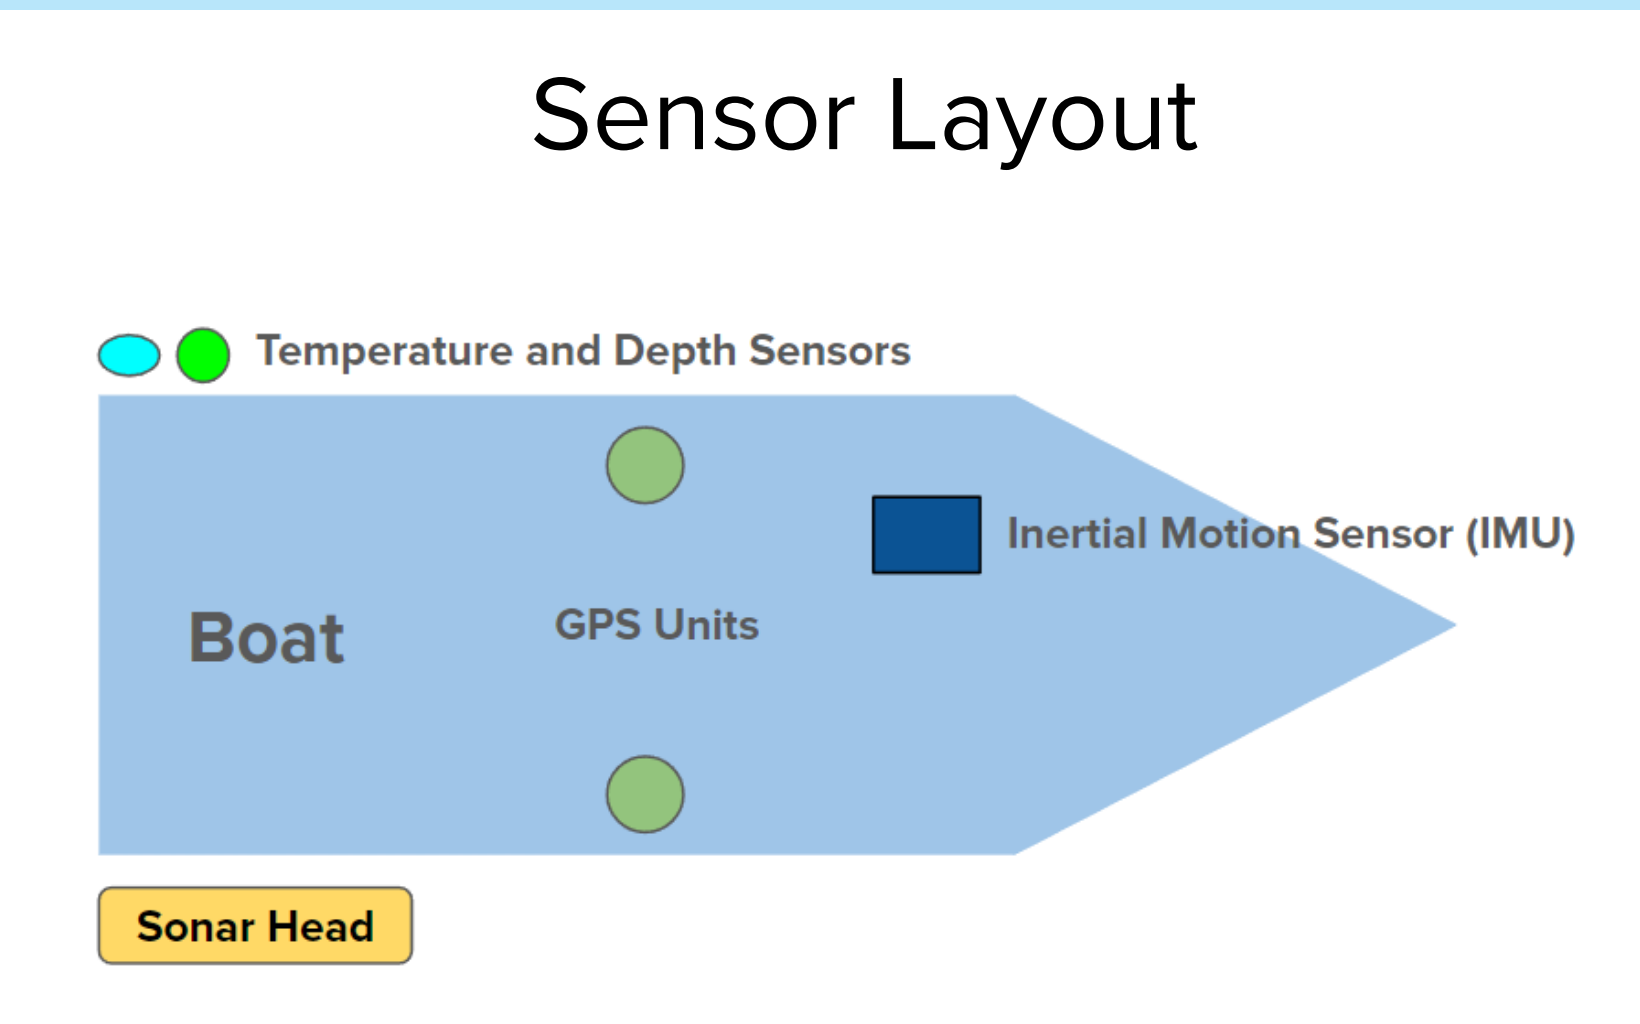 Sensor Layout
Temperature and Depth Sensors
Inertial Motion Sensor (IMU)
GPS Units
Boat
Sonar Head